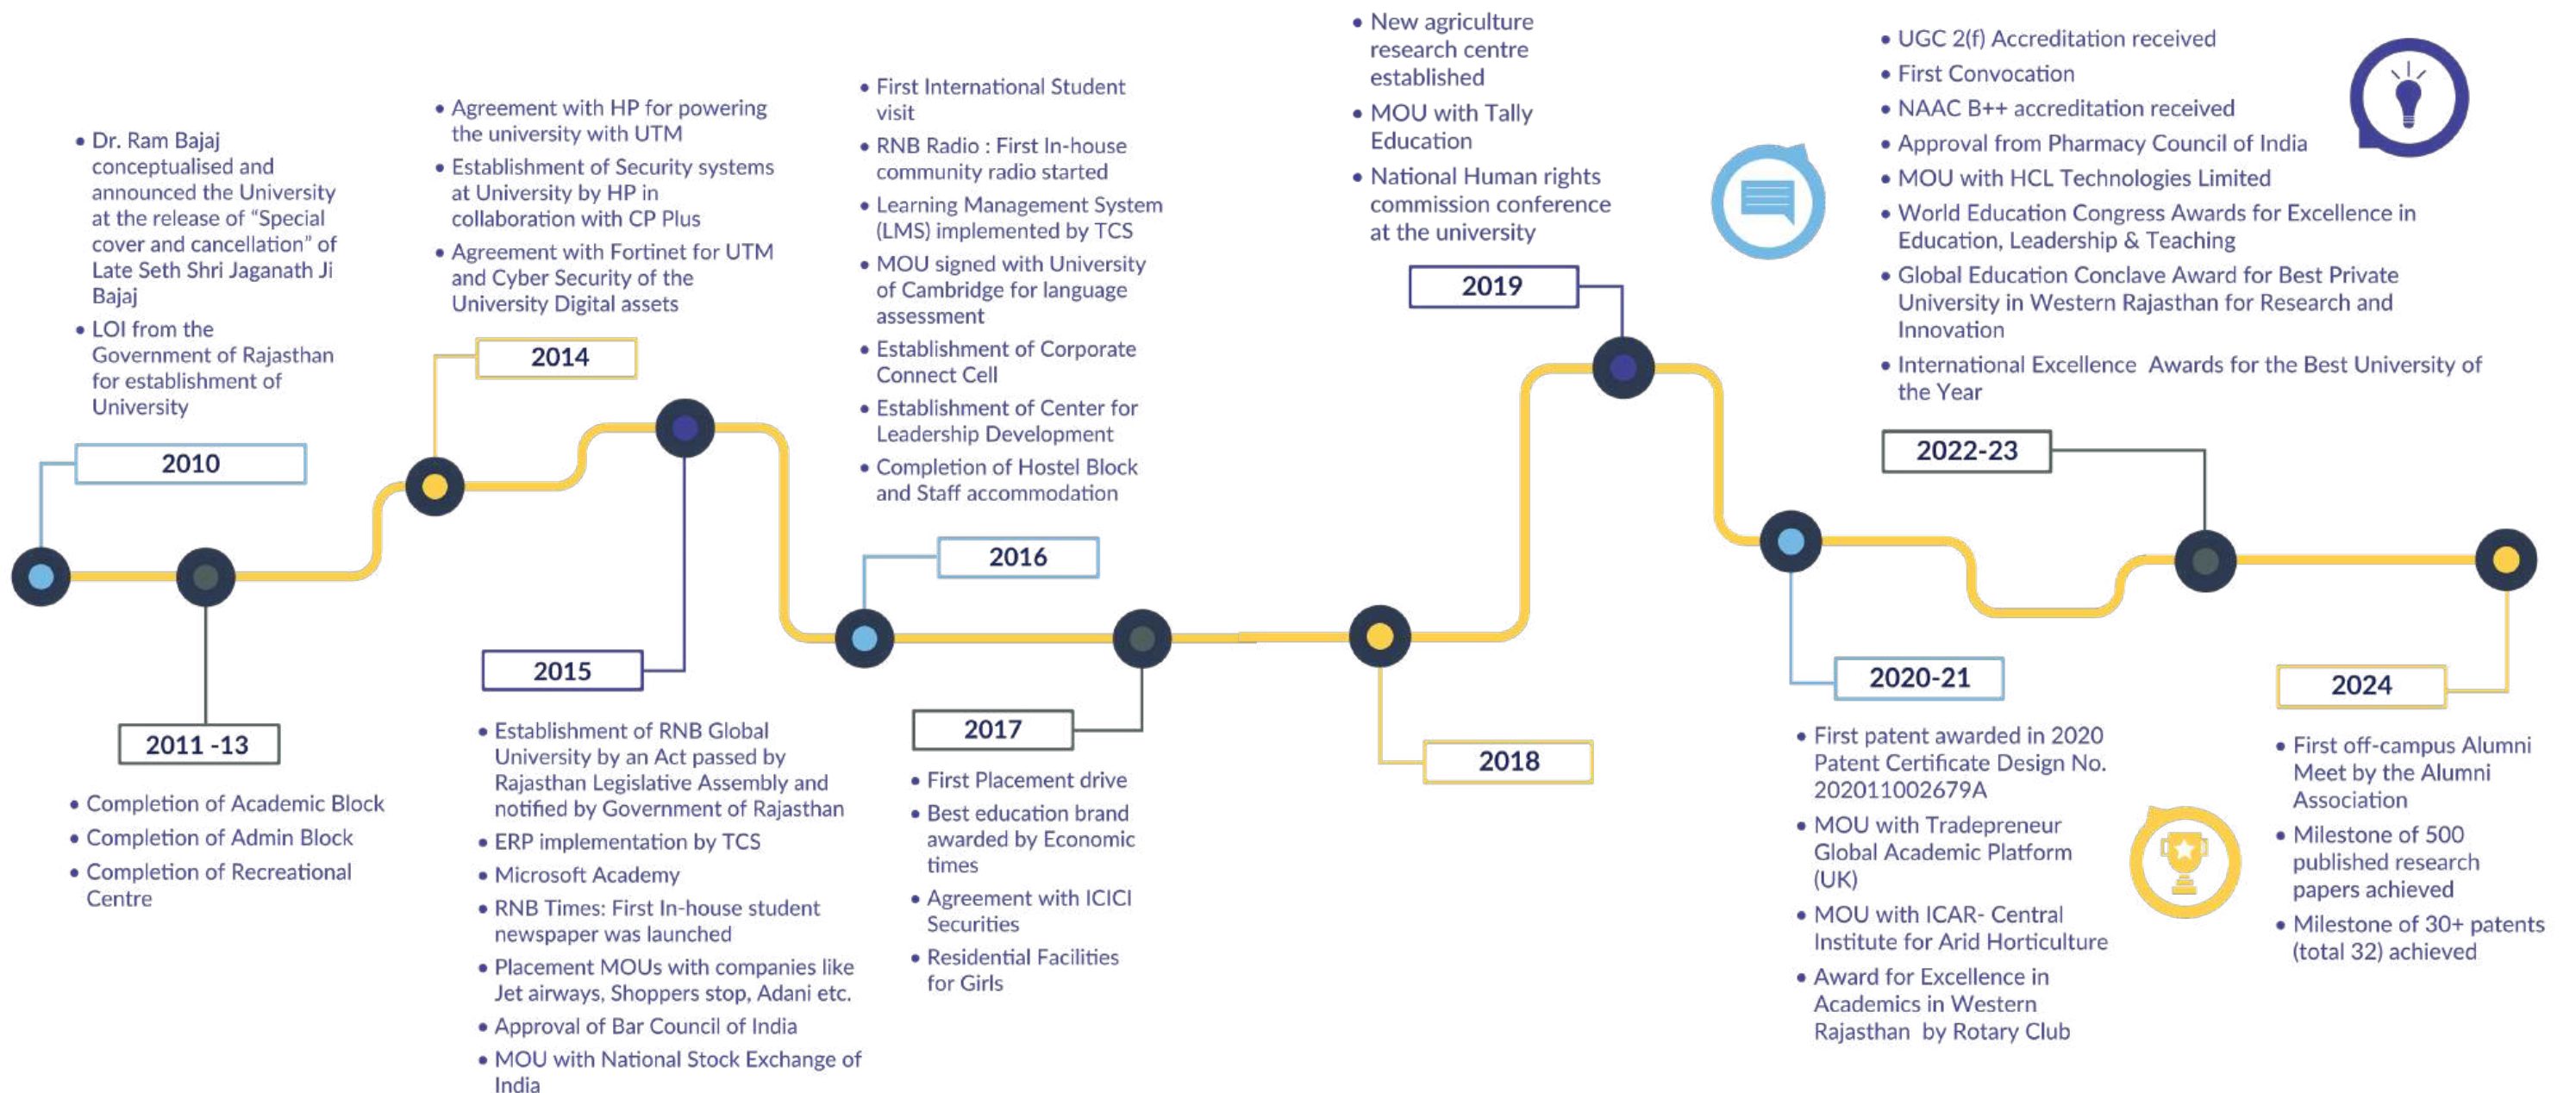 • Dr. Ram Bajaj
conceptualised and
announced the University
at the release of “Special
cover and cancellation” of
Late Seth Shri Jaganath Ji
Bajaj
• LOI from the
Government of Rajasthan
for establishment of
University
2010
2011 -13
• Completion of Academic Block
• Completion of Admin Block
• Completion of Recreational
Centre
• Agreement with HP for powering
the university with UTM
• Establishment of Security systems
at University by HP in
collaboration with CP Plus
• Agreement with Fortinet for UTM
and Cyber Security of the
University Digital assets
2014
2015
• Establishment of RNB Global
University by an Act passed by
Rajasthan Legislative Assembly and
notified by Government of Rajasthan
• ERP implementation by TCS
• Microsoft Academy
• RNB Times: First In-house student
newspaper was launched
• Placement MOUs with companies like
Jet airways, Shoppers stop, Adani etc.
• Approval of Bar Council of India
• MOU with National Stock Exchange of
India
• First International Student
visit
• RNB Radio : First In-house
community radio started
• Learning Management System
(LMS) implemented by TCS
• MOU signed with University
of Cambridge for language
assessment
• Establishment of Corporate
Connect Cell
• Establishment of Center for
Leadership Development
• Completion of Hostel Block
and Staff accommodation
2016
2017
• First Placement drive
• Best education brand
awarded by Economic
times
• Agreement with ICICI
Securities
• Residential Facilities
for Girls
2018
• New agriculture
research centre
established
• MOU with Tally
Education
• National Human rights
commission conference
at the university
2019
2020-21
• First patent awarded in 2020
Patent Certificate Design No.
202011002679A
• MOU with Tradepreneur
Global Academic Platform
(UK)
• MOU with ICAR- Central
Institute for Arid Horticulture
• Award for Excellence in
Academics in Western
Rajasthan by Rotary Club
• UGC 2(f) Accreditation received
• First Convocation
• NAAC B++ accreditation received
• Approval from Pharmacy Council of India
• MOU with HCL Technologies Limited
• World Education Congress Awards for Excellence in
Education, Leadership & Teaching
• Global Education Conclave Award for Best Private
University in Western Rajasthan for Research and
Innovation
• International Excellence Awards for the Best University of
the Year
2022-23
2024
• First off-campus Alumni
Meet by the Alumni
Association
• Milestone of 500
published research
papers achieved
• Milestone of 30+ patents
(total 32) achieved